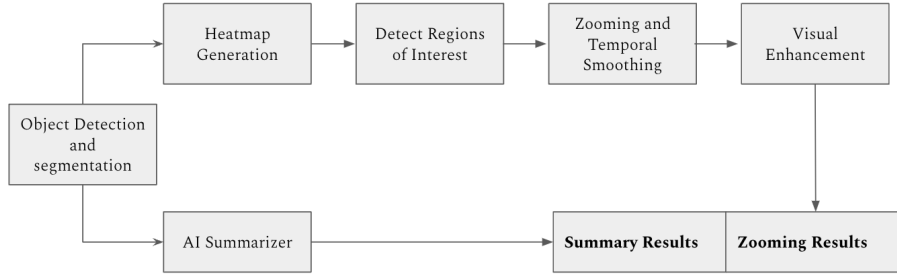 Heatmap
Generation
Detect Regions
of Interest
Zooming and
Temporal
Smoothing
Visual
Enhancement
Object Detection
and
segmentation
AI Summarizer
Summary Results
Zooming Results